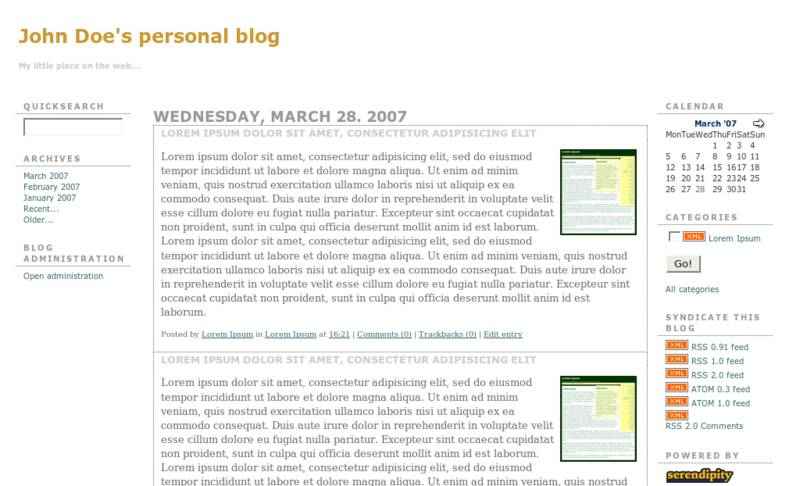 John Doe's personal blog
My little place on the web...
QUICKSEARCH
ARCHIVES
March 2007
February 2007
January 2007
Recent...
Older...
BLOG
ADMINISTRATION
Open administration
WEDNESDAY, MARCH 28. 2007
LOREM IPSUM DOLOR SIT AMET, CONSECTETUR ADIPISICING ELIT
Lorem ipsum dolor sit amet, consectetur adipisicing elit, sed do eiusmod
tempor incididunt ut labore et dolore magna aliqua. Ut enim ad minim
veniam, quis nostrud exercitation ullamco laboris nisi ut aliquip ex ea
commodo consequat. Duis aute irure dolor in reprehenderit in voluptate velit
esse cillum dolore eu fugiat nulla pariatur. Excepteur sint occaecat cupidatat
non proident, sunt in culpa qui officia deserunt mollit anim id est laborum.
Lorem ipsum dolor sit amet, consectetur adipisicing elit, sed do eiusmod
tempor incididunt ut labore et dolore magna aliqua. Ut enim ad minim veniam, quis nostrud
exercitation ullamco laboris nisi ut aliquip ex ea commodo consequat. Duis aute irure dolor
in reprehenderit in voluptate velit esse cillum dolore eu fugiat nulla pariatur. Excepteur sint
occaecat cupidatat non proident, sunt in culpa qui officia deserunt mollit anim id est
laborum.
Posted by Lorem Ipsum in Lorem Ipsum at 16:21 | Comments (0) | Trackbacks (0) | Edit entry
LOREM IPSUM DOLOR SIT AMET, CONSECTETUR ADIPISICING ELIT
Lorem ipsum dolor sit amet, consectetur adipisicing elit, sed do eiusmod
tempor incididunt ut labore et dolore magna aliqua. Ut enim ad minim
veniam, quis nostrud exercitation ullamco laboris nisi ut aliquip ex ea
commodo consequat. Duis aute irure dolor in reprehenderit in voluptate velit
esse cillum dolore eu fugiat nulla pariatur. Excepteur sint occaecat cupidatat
non proident, sunt in culpa qui officia deserunt mollit anim id est laborum.
Lorem ipsum dolor sit amet, consectetur adipisicing elit, sed do eiusmod
tempor incididunt ut labore et dolore magna aliqua. Ut enim ad minim veniam, quis nostrud
CALENDAR
March '07
Mon Tue Wed Thu Fri Sat Sun
1 2 3 4
5 6 7 8 9 10 11
12 13 14 15 16 17 18
19 20 21 22 23 24 25
26 27 28 29 30 31
CATEGORIES
XML Lorem Ipsum
Go!
All categories
SYNDICATE THIS
BLOG
XML RSS 0.91 feed
XML RSS 1.0 feed
XML RSS 2.0 feed
XML ATOM 0.3 feed
XML ATOM 1.0 feed
XML
RSS 2.0 Comments
POWERED BY
serendipity